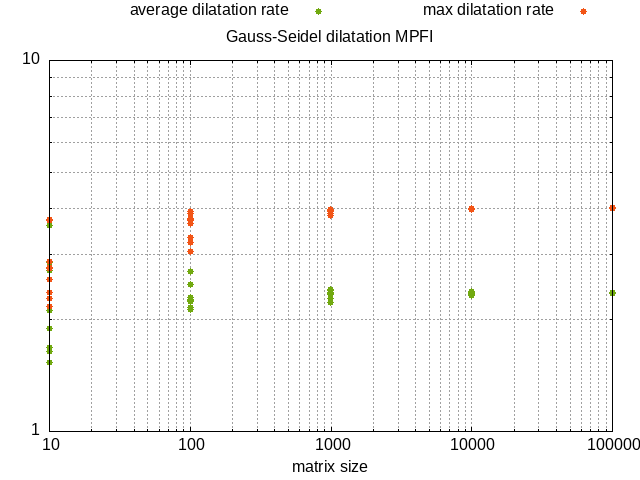 average dilatation rate
max dilatation rate
Gauss-Seidel dilatation MPFI
10
1
10 100 1000 10000 100000
matrix size